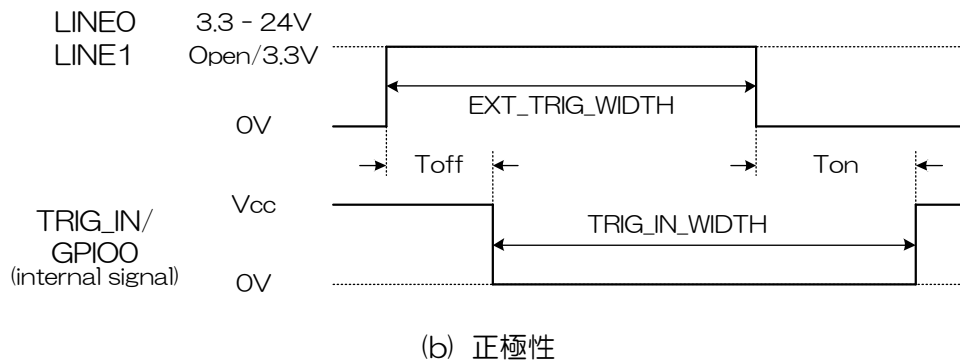 LINE0 3.3 - 24V
LINE1 Open/3.3V
EXT_TRIG_WIDTH
0V
Toff Ton
Vcc
TRIG_IN/
GPIO0
(internal signal)
TRIG_IN_WIDTH
0V
(b) 正極性